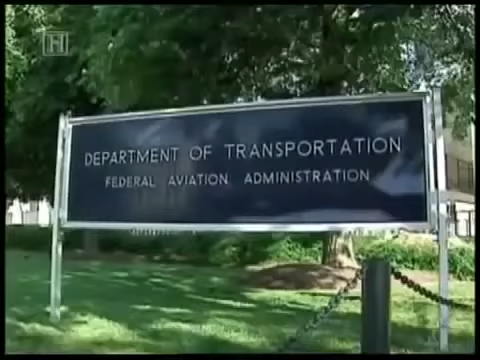 H
DEPARTMENT OF TRANSPORTATION
FEDERAL AVIATION ADMINISTRATION